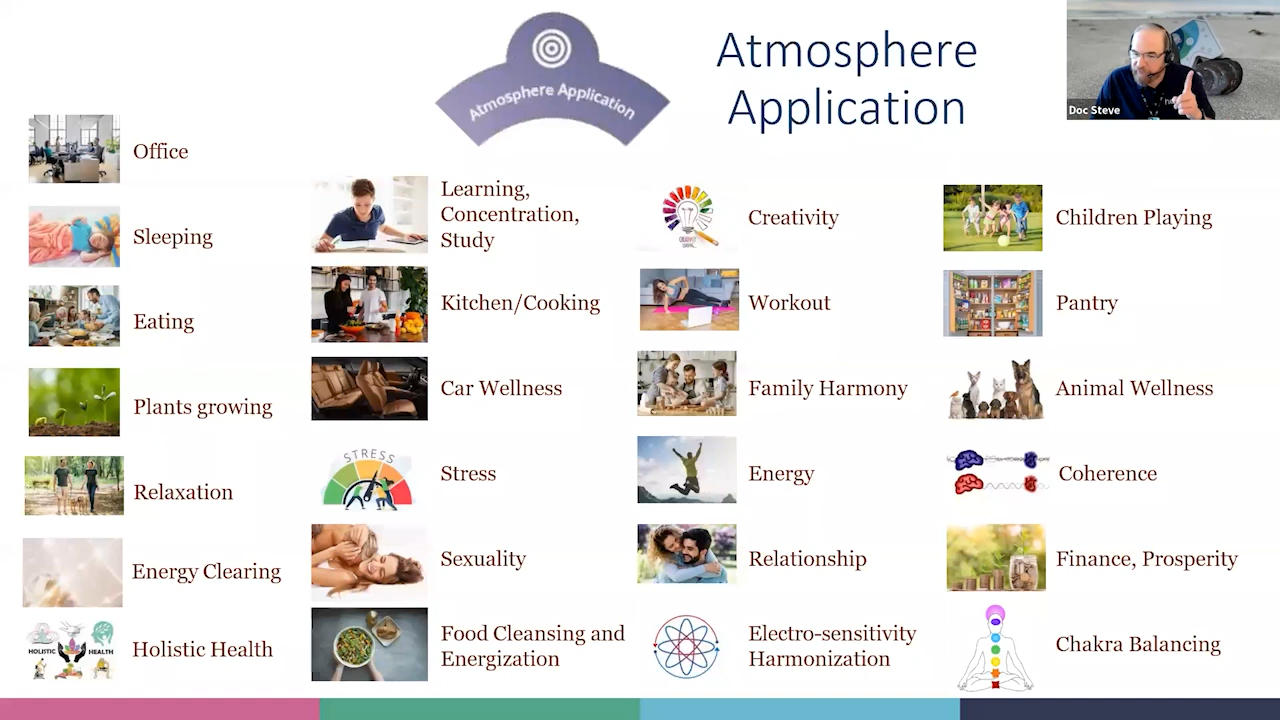 Atmosphere Application
Atmosphere
Application
Doc Steve
Office
Sleeping
Eating
Plants growing
Relaxation
Energy Clearing
HOLISTIC HEALTH
Holistic Health
Learning,
Concentration,
Study
Kitchen/Cooking
Car Wellness
STRESS
Stress
Sexuality
Food Cleansing and
Energization
Creativity
Workout
Family Harmony
Energy
Relationship
Electro-sensitivity
Harmonization
Children Playing
Pantry
Animal Wellness
Coherence
Finance, Prosperity
Chakra Balancing